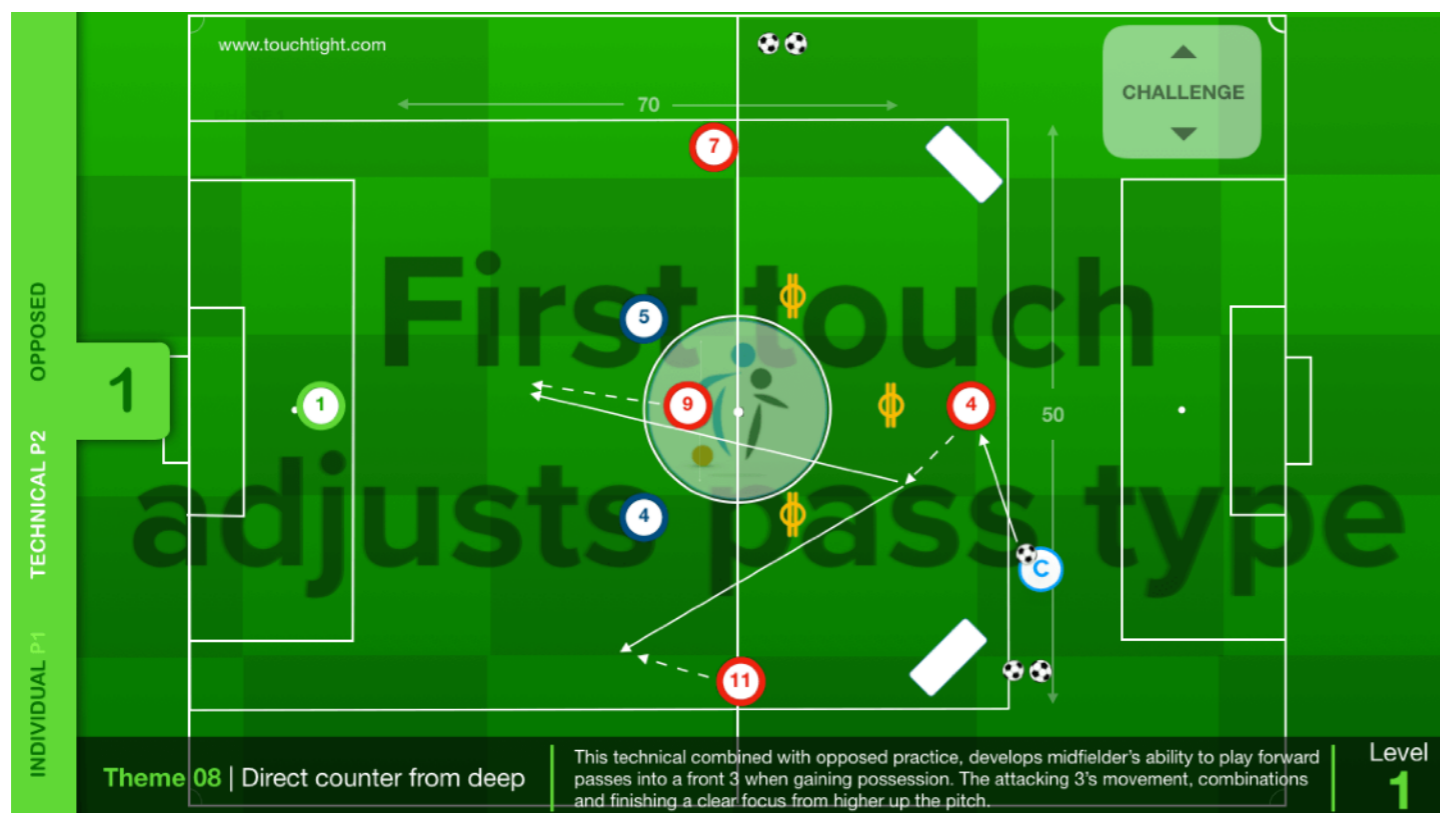 www.touchtight.com
CHALLENGE
70
7
First touch
5
OPPOSED
1
1
9
4
50
adjusts pass type
4
TECHNICAL P2
C
11
INDIVIDUAL P1
Theme 08 | Direct counter from deep
This technical combined with opposed practice, develops midfielder's ability to play forward
passes into a front 3 when gaining possession. The attacking 3's movement, combinations
and finishing a clear focus from higher up the pitch.
Level
1